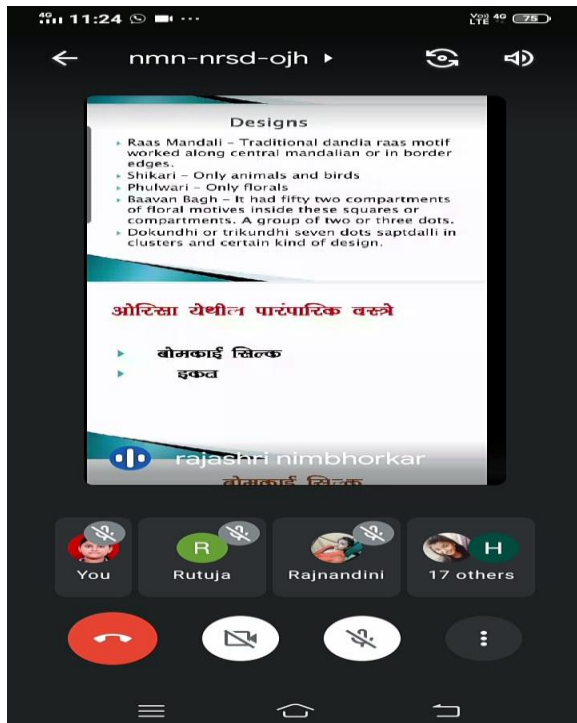 4G 11:24 Vo)) LTE 4G 75
nmn-nrsd-ojh
Designs
Raas Mandali – Traditional dandia raas motif
worked along central mandalian or in border
edges.
Shikari – Only animals and birds
Phulwari – Only florals
Baavan Bagh – It had fifty two compartments
of floral motives inside these squares or
compartments. A group of two or three dots.
Dokundhi or trikundhi seven dots saptdalli in
clusters and certain kind of design.
ओरिसा येथील पारंपारिक वस्त्रे
बोमकाई सिल्क
इकत
rajashri nimbhorkar
बोमकाई सिल्क
R H
You Rutuja Rajnandini 17 others